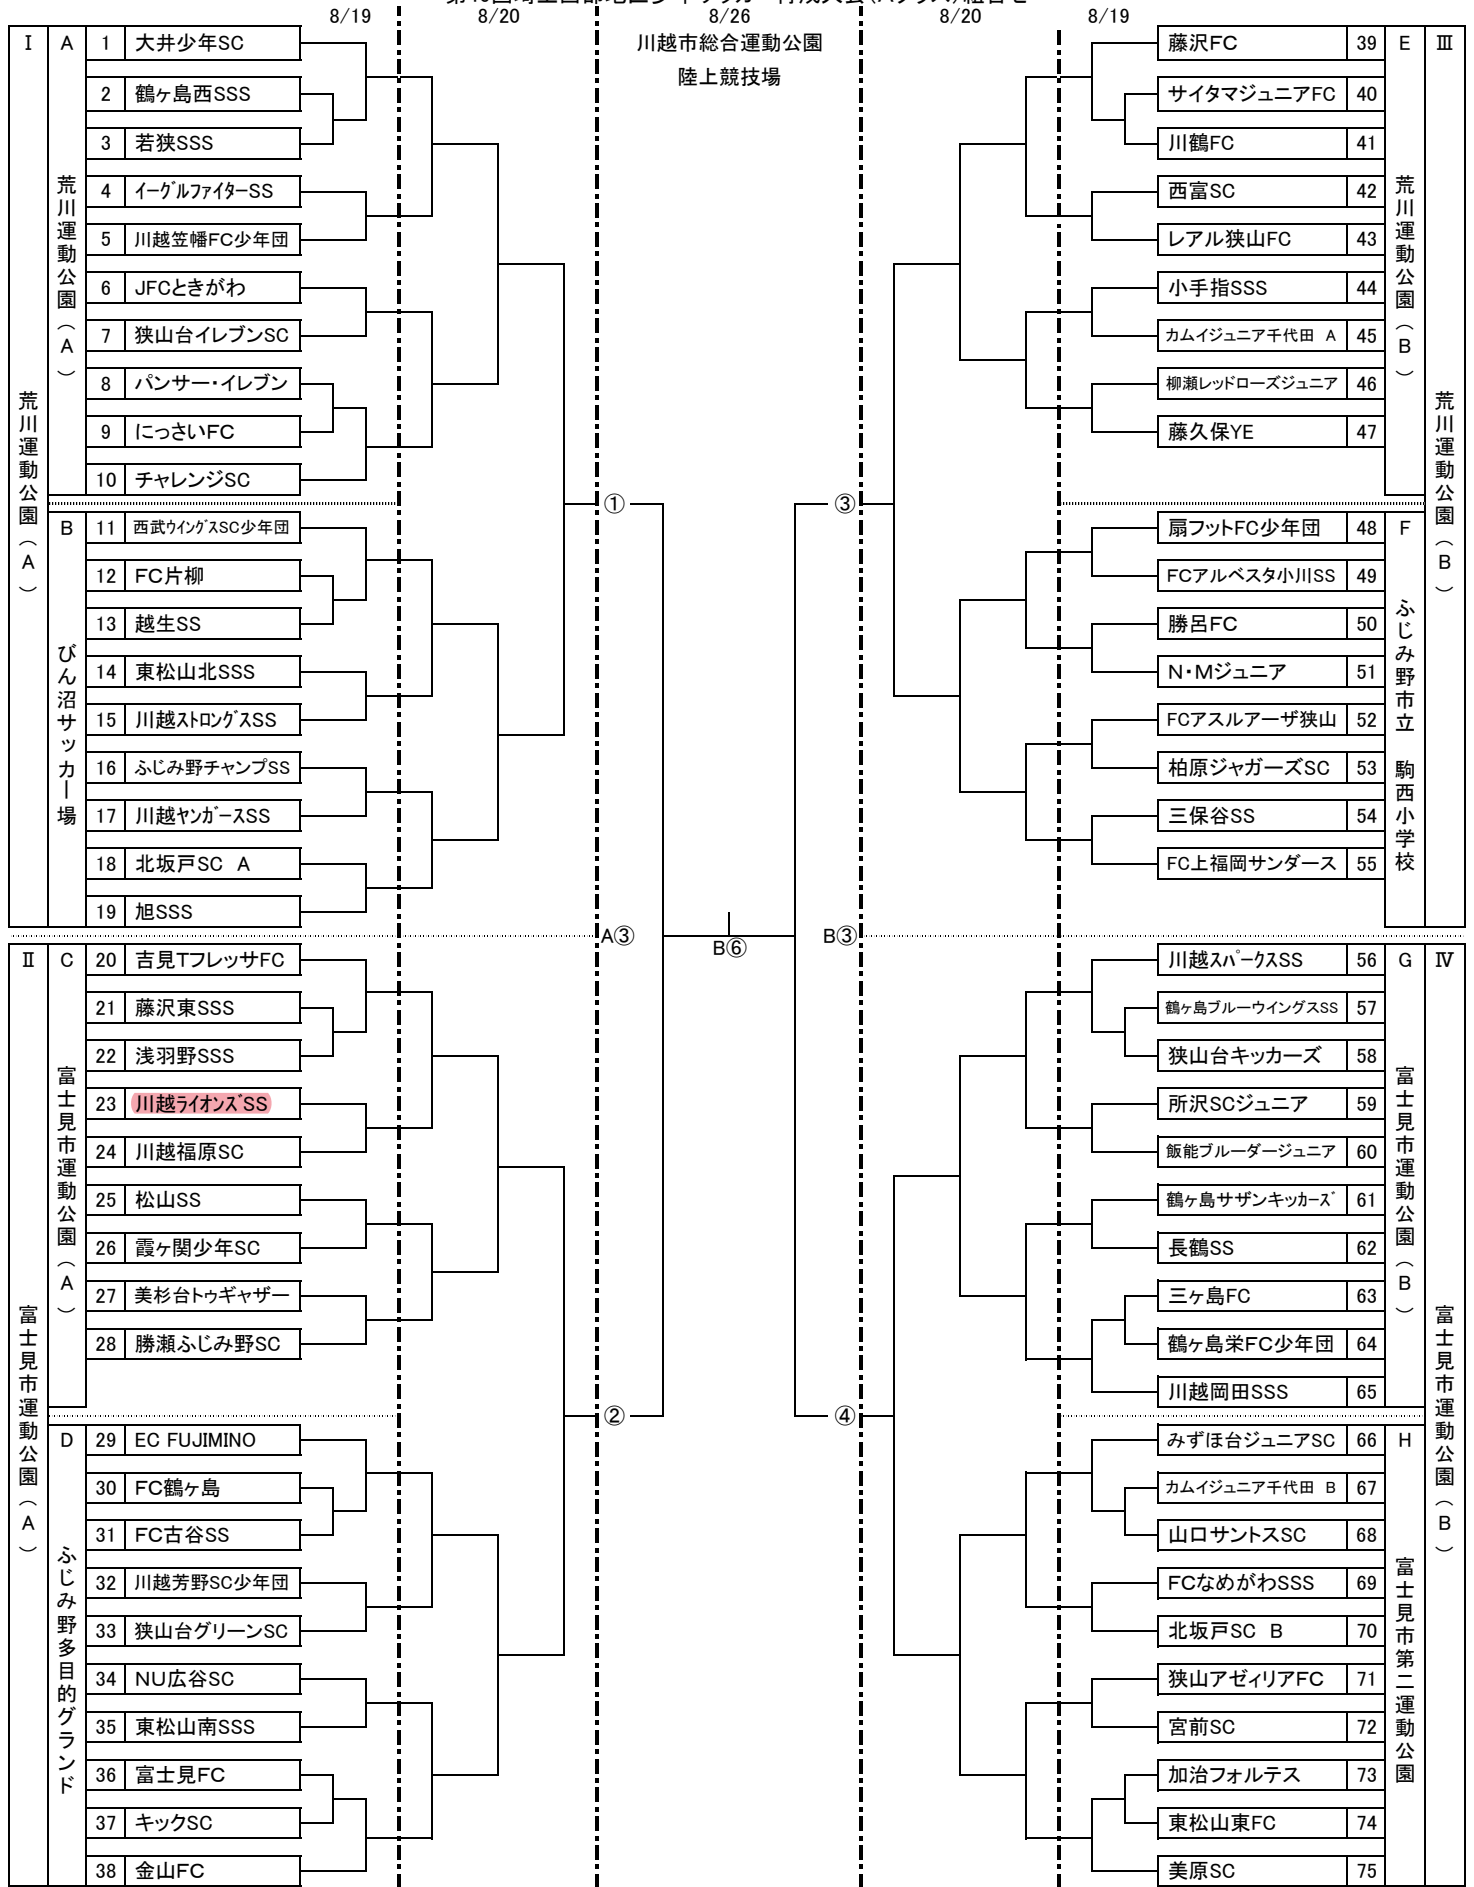 8/19
8/20
8/26
8/20
8/19
川越市総合運動公園
陸上競技場
Ⅰ
荒川運動公園(A)
A
荒川運動公園(A)
1 大井少年SC
2 鶴ヶ島西SSS
3 若狭SSS
4 イーグルファイターSS
5 川越笠幡FC少年団
6 JFCときがわ
7 狭山台イレブンSC
8 パンサー・イレブン
9 にっさいFC
10 チャレンジSC
B
びん沼サッカー場
11 西武ウイングスSC少年団
12 FC片柳
13 越生SS
14 東松山北SSS
15 川越ストロングスSS
16 ふじみ野チャンプSS
17 川越ヤンガースSS
18 北坂戸SC A
19 旭SSS
Ⅱ
富士見市運動公園(A)
C
富士見市運動公園(A)
20 吉見TフレッサFC
21 藤沢東SSS
22 浅羽野SSS
23 川越ライオンズSS
24 川越福原SC
25 松山SS
26 霞ヶ関少年SC
27 美杉台トゥギャザー
28 勝瀬ふじみ野SC
D
ふじみ野多目的グランド
29 EC FUJIMINO
30 FC鶴ヶ島
31 FC古谷SS
32 川越芳野SC少年団
33 狭山台グリーンSC
34 NU広谷SC
35 東松山南SSS
36 富士見FC
37 キックSC
38 金山FC
①
③
A③
B⑥
B③
②
④
藤沢FC 39
サイタマジュニアFC 40
川鶴FC 41
西富SC 42
レアル狭山FC 43
小手指SSS 44
カムイジュニア千代田 A 45
柳瀬レッドローズジュニア 46
藤久保YE 47
E
荒川運動公園(B)
Ⅲ
荒川運動公園(B)
扇フットFC少年団 48
FCアルベスタ小川SS 49
勝呂FC 50
N・Mジュニア 51
FCアスルアーザ狭山 52
柏原ジャガーズSC 53
三保谷SS 54
FC上福岡サンダース 55
F
ふじみ野市立 駒西小学校
川越スパークスSS 56
鶴ヶ島ブルーウイングスSS 57
狭山台キッカーズ 58
所沢SCジュニア 59
飯能ブルーダージュニア 60
鶴ヶ島サザンキッカーズ 61
長鶴SS 62
三ヶ島FC 63
鶴ヶ島栄FC少年団 64
川越岡田SSS 65
G
富士見市運動公園(B)
Ⅳ
富士見市運動公園(B)
みずほ台ジュニアSC 66
カムイジュニア千代田 B 67
山口サントスSC 68
FCなめがわSSS 69
北坂戸SC B 70
狭山アゼィリアFC 71
宮前SC 72
加治フォルテス 73
東松山東FC 74
美原SC 75
H
富士見市第二運動公園